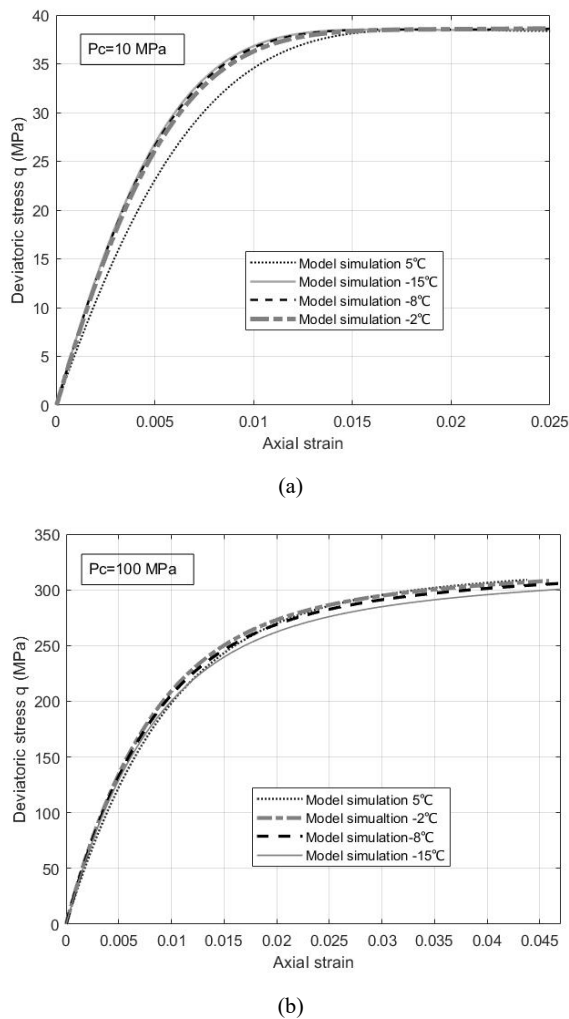 40
Pc=10 MPa
35
30
25
20
15
10
5
0
Deviatoric stress q (MPa)
Model simulation 5℃
Model simulation -15℃
Model simulation -8℃
Model simulation -2℃
0 0.005 0.01 0.015 0.02 0.025
Axial strain
(a)
350
Pc=100 MPa
300
250
200
150
100
50
0
Deviatoric stress q (MPa)
Model simulation 5℃
Model simualtion -2℃
Model simulation-8℃
Model simulation -15℃
0 0.005 0.01 0.015 0.02 0.025 0.03 0.035 0.04 0.045
Axial strain
(b)